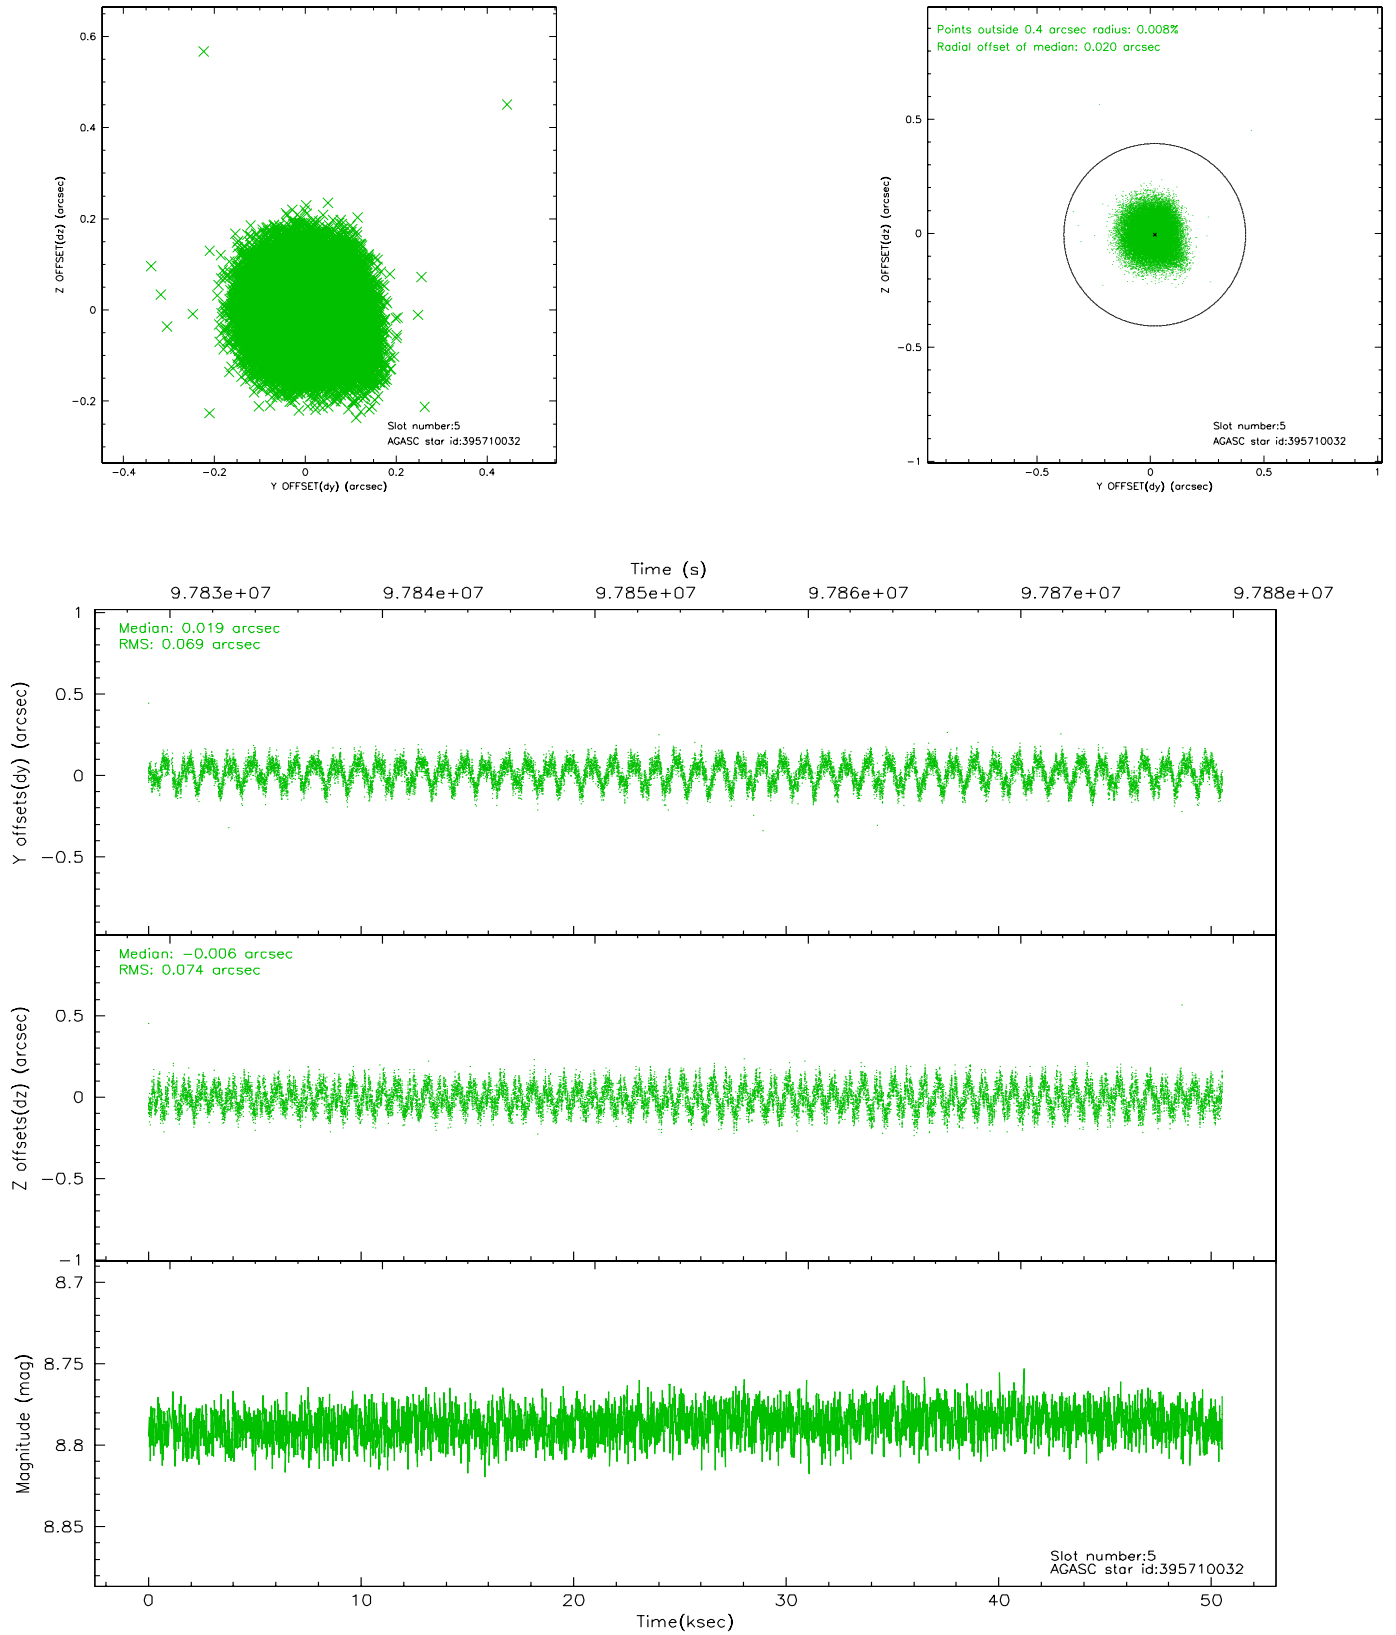 0.6
0.4
0.2
0
−0.2
−0.4
−0.2
0
0.2
0.4
Z OFFSET(dz) (arcsec)
Y OFFSET(dy) (arcsec)
Slot number:5
AGASC star id:395710032
Points outside 0.4 arcsec radius: 0.008%
Radial offset of median: 0.020 arcsec
0.5
0
−0.5
−1
−0.5
0
0.5
1
Z OFFSET(dz) (arcsec)
Y OFFSET(dy) (arcsec)
Slot number:5
AGASC star id:395710032
Time (s)
9.783e+07 9.784e+07 9.785e+07 9.786e+07 9.787e+07 9.788e+07
Median: 0.019 arcsec
RMS: 0.069 arcsec
1
0.5
0
−0.5
Y offsets(dy) (arcsec)
Median: −0.006 arcsec
RMS: 0.074 arcsec
0.5
0
−0.5
−1
Z offsets(dz) (arcsec)
8.7
8.75
8.8
8.85
Magnitude (mag)
Slot number:5
AGASC star id:395710032
0 10 20 30 40 50
Time(ksec)